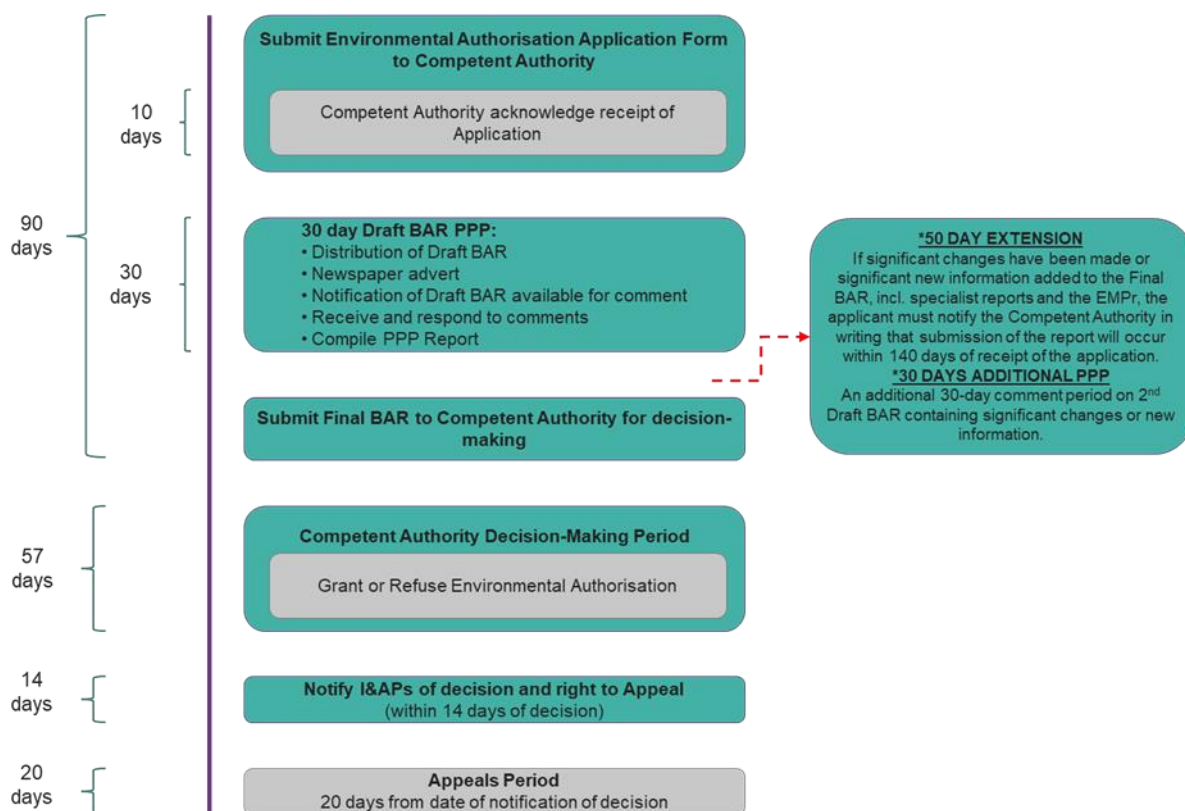 Submit Environmental Authorisation Application Form
to Competent Authority
10
days
Competent Authority acknowledge receipt of
Application
90
days
30
days
30 day Draft BAR PPP:
• Distribution of Draft BAR
• Newspaper advert
• Notification of Draft BAR available for comment
• Receive and respond to comments
• Compile PPP Report
*50 DAY EXTENSION
If significant changes have been made or
significant new information added to the Final
BAR, incl. specialist reports and the EMPr, the
applicant must notify the Competent Authority in
writing that submission of the report will occur
within 140 days of receipt of the application.
*30 DAYS ADDITIONAL PPP
An additional 30-day comment period on 2nd
Draft BAR containing significant changes or new
information.
Submit Final BAR to Competent Authority for decision-
making
57
days
Competent Authority Decision-Making Period
Grant or Refuse Environmental Authorisation
14
days
Notify I&APs of decision and right to Appeal
(within 14 days of decision)
20
days
Appeals Period
20 days from date of notification of decision